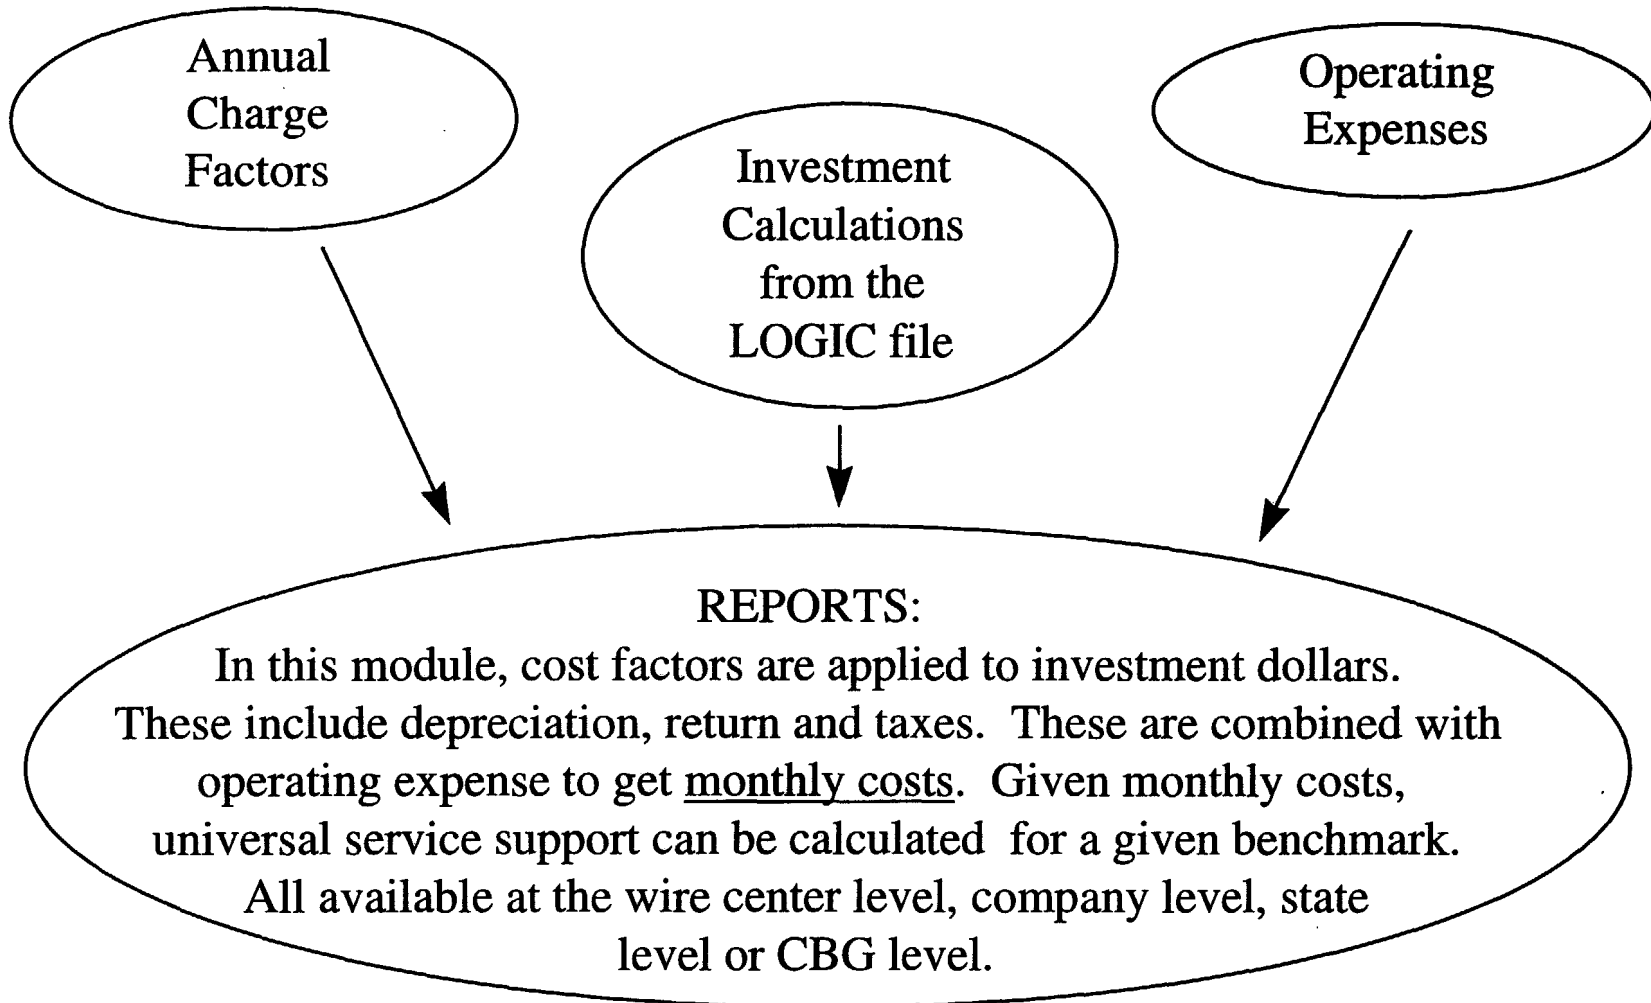 Annual
Charge
Factors
Investment
Calculations
from the
LOGIC file
Operating
Expenses
REPORTS:
In this module, cost factors are applied to investment dollars.
These include depreciation, return and taxes.  These are combined with
operating expense to get monthly costs.  Given monthly costs,
universal service support can be calculated  for a given benchmark.
All available at the wire center level, company level, state
level or CBG level.